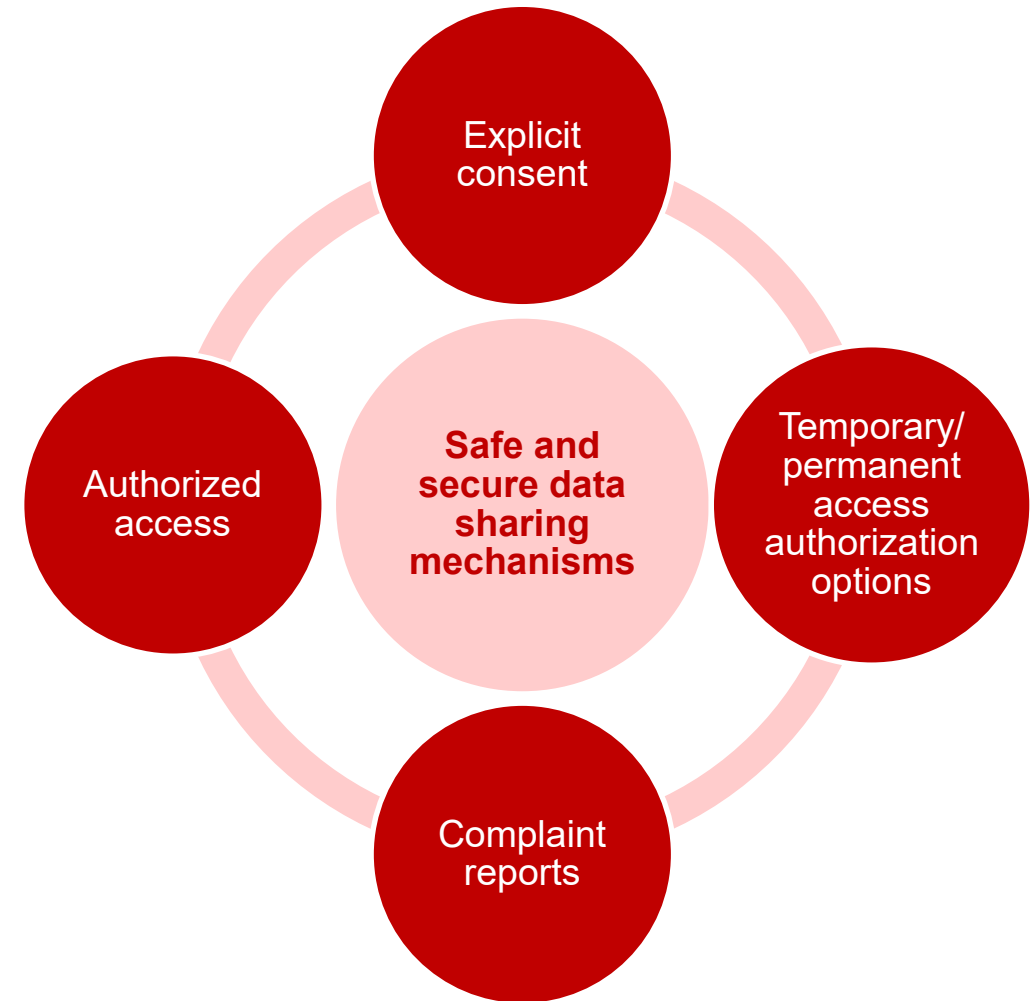 Explicit
consent
Temporary/
permanent
access
authorization
options
Complaint
reports
Authorized
access
Safe and
secure data
sharing
mechanisms